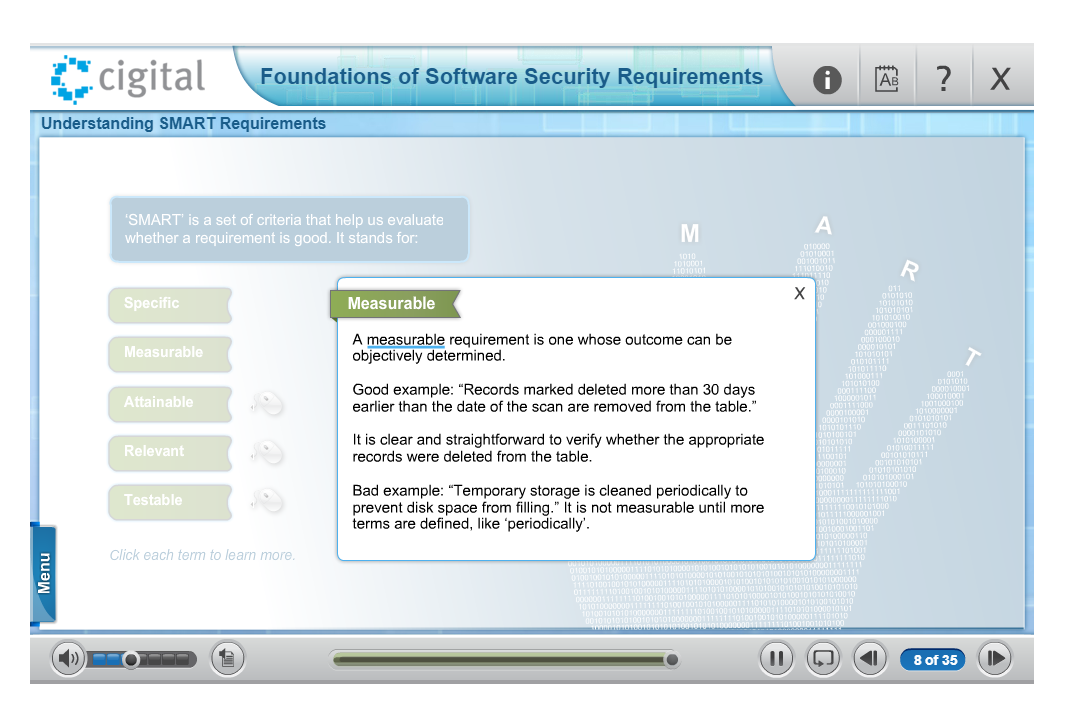 cigital
Foundations of Software Security Requirements
i
AB
?
X
Understanding SMART Requirements
'SMART' is a set of criteria that help us evaluate
whether a requirement is good. It stands for:
M
A
R
T
Specific
Measurable
Attainable
Relevant
Testable
Click each term to learn more.
Measurable
X
A measurable requirement is one whose outcome can be
objectively determined.
Good example: “Records marked deleted more than 30 days
earlier than the date of the scan are removed from the table.”
It is clear and straightforward to verify whether the appropriate
records were deleted from the table.
Bad example: “Temporary storage is cleaned periodically to
prevent disk space from filling.” It is not measurable until more
terms are defined, like ‘periodically’.
Menu
8 of 35